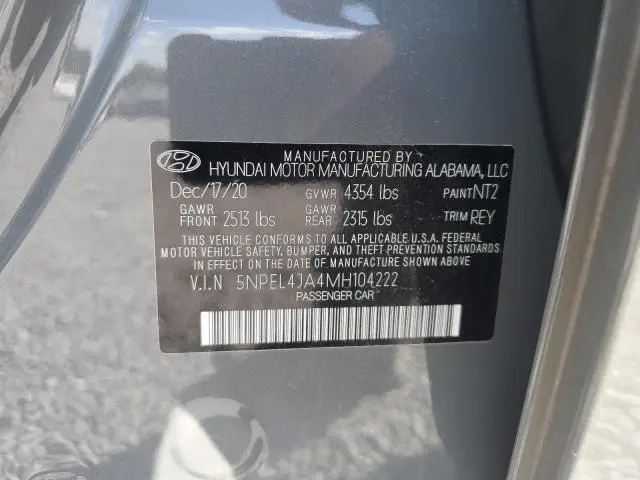 MANUFACTURED BY
HYUNDAI MOTOR MANUFACTURING ALABAMA, LLC
Dec/17/20 GVWR 4354 lbs PAINT NT2
GAWR FRONT 2513 lbs GAWR REAR 2315 lbs TRIM REY
THIS VEHICLE CONFORMS TO ALL APPLICABLE U.S.A. FEDERAL
MOTOR VEHICLE SAFETY, BUMPER, AND THEFT PREVENTION STANDARDS
IN EFFECT ON THE DATE OF MANUFACTURE SHOWN ABOVE
V.I.N 5NPEL4JA4MH104222
PASSENGER CAR